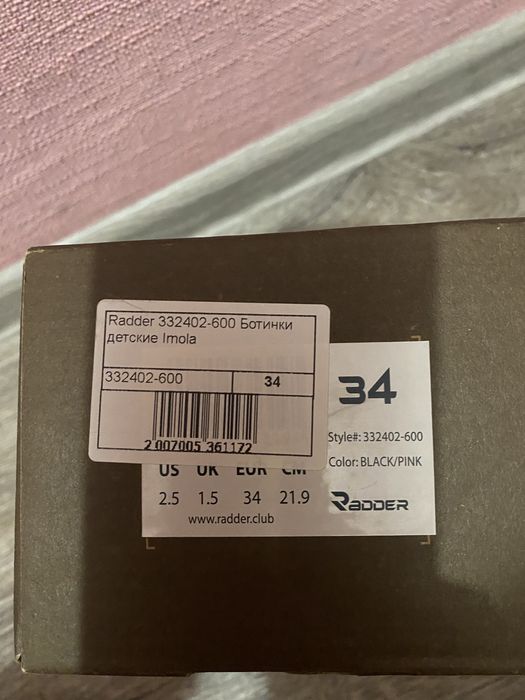 Radder 332402-600 Ботинки
детские Imola
332402-600 34
2 007005 361172
34
Style#: 332402-600
Color: BLACK/PINK
US UK EUR CM
2.5 1.5 34 21.9
RADDER
www.radder.club